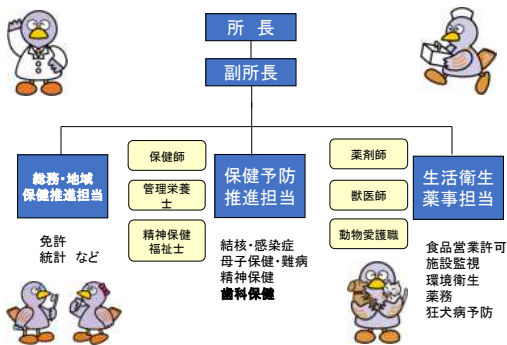 所 長
副所長
総務・地域
保健推進担当
免許
統計 など
保健師
管理栄養
士
精神保健
福祉士
保健予防
推進担当
結核・感染症
母子保健・難病
精神保健
歯科保健
薬剤師
獣医師
動物愛護職
生活衛生
薬事担当
食品営業許可
施設監視
環境衛生
薬務
狂犬病予防